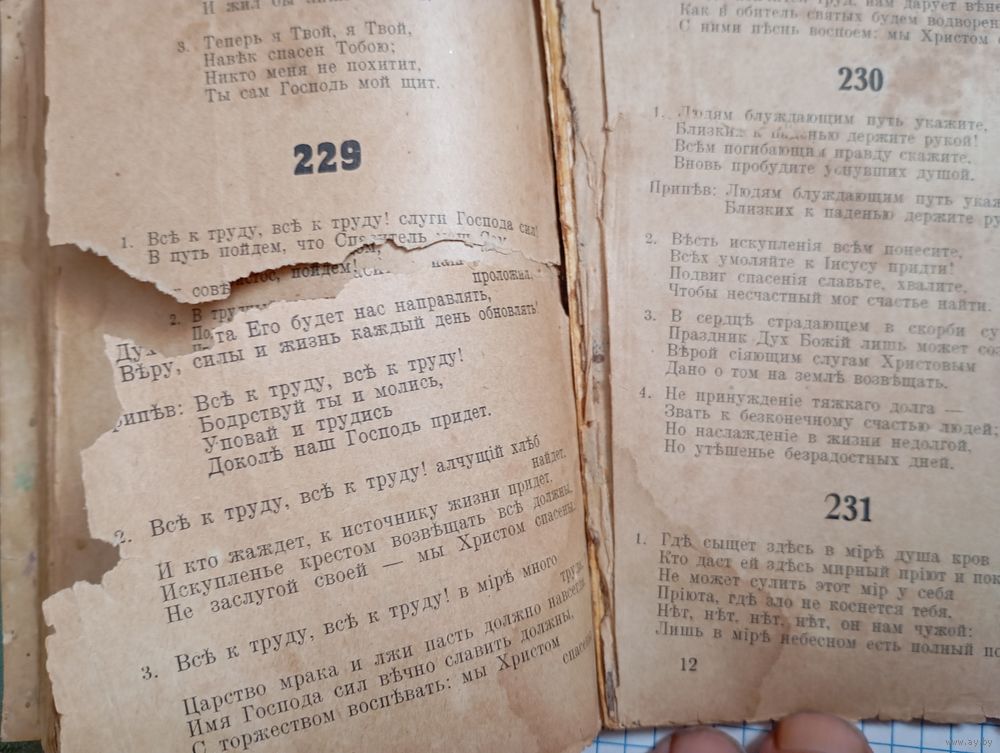 И жил бы
3. Теперь я Твой, я Твой,
Навѣк спасен Тобою;
Никто меня не похитит,
Ты сам Господь мой щит.
229
1. Всѣ к труду, всѣ к труду! слуги Господа сил!
В путь пойдем, что
пойдем!
проложил,
2. В
та Его будет нас направлять,
Вѣру, силы и жизнь каждый день обновлять!
рипѣв: Всѣ к труду, всѣ к труду!
Бодрствуй ты и молись,
Уповай и трудись
Доколѣ наш Господь придет.
2. Всѣ к труду, всѣ к труду! алчущій хлѣб
найдет.
И кто жаждет, к источнику жизни придет.
Искупленье крестом возвѣщать всѣ должны,
Не заслугой своей — мы Христом спасены.
3. Всѣ к труду, всѣ к труду! в мірѣ много
труда.
Царство мрака и лжи пасть должно навсегда
Имя Господа сил вѣчно славить должны,
С торжеством воспѣвать: мы Христом
спасены
труд, нам дарует
Как в обитель святых будем
С ними пѣснь воспоем: мы Христом
230
1. Людям блуждающим путь укажите,
Близких к паденью держите рукой!
Всѣм погибающим правду скажите,
Вновь пробудите уснувших душой.
Припѣв: Людям блуждающим путь
Близких к паденью держите
2. Вѣсть искупленія всѣм понесите,
Всѣх умоляйте к Іисусу придти!
Подвиг спасенія славьте, хвалите,
Чтобы несчастный мог счастье найти.
3. В сердцѣ страдающем в скорби
Праздник Дух Божій лишь может
Вѣрой сіяющим слугам Христовым
Дано о том на землѣ возвѣщать.
4. Не принужденіе тяжкаго долга —
Звать к безконечному счастью людей;
Но наслажденіе в жизни недолгой,
Но утѣшенье безрадостных дней.
231
1. Гдѣ сыщет здѣсь в мірѣ душа кров
Кто даст ей здѣсь мирный пріют и
Не может сулить этот мір у себя
Пріюта, гдѣ зло не коснется тебя.
Нѣт, нѣт, нѣт, нѣт, он нам чужой:
Лишь в мірѣ небесном есть полный
12
www.ay.by